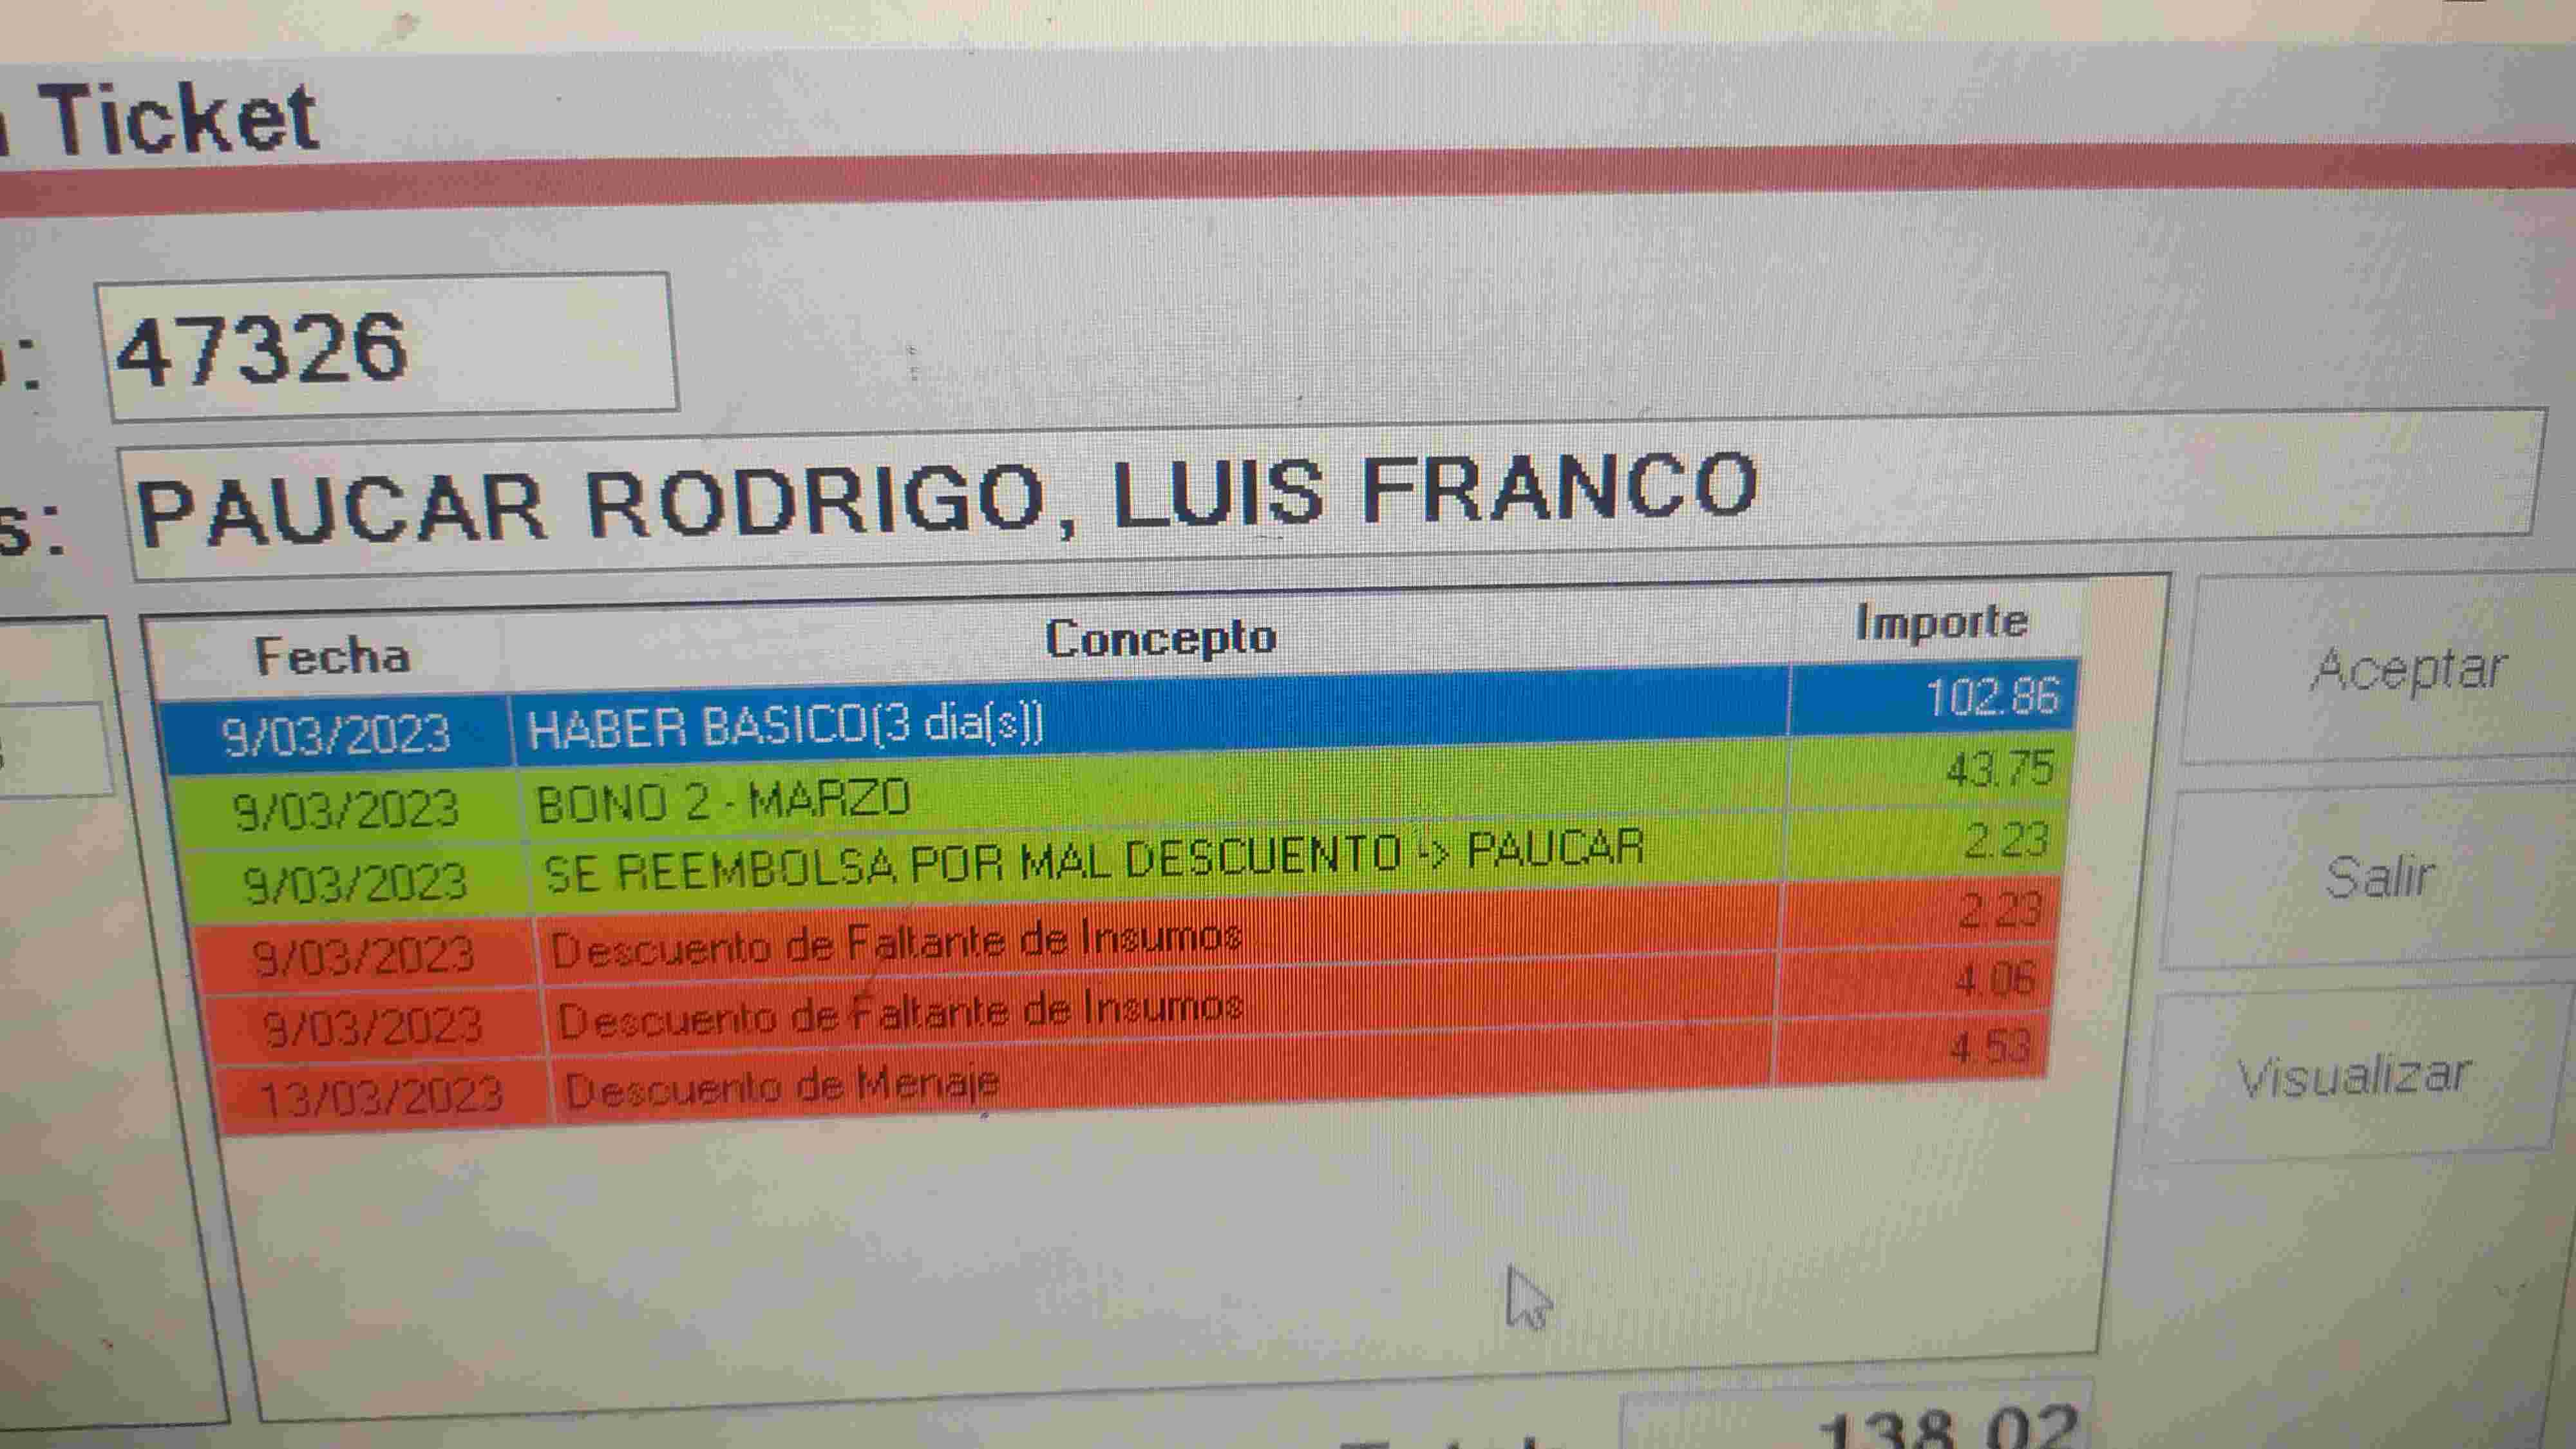 Ticket
47326
PAUCAR RODRIGO, LUIS FRANCO
Fecha Concepto Importe
9/03/2023 HABER BASICO(3 dia(s)) 102.86
9/03/2023 BONO 2 - MARZO 43.75
9/03/2023 SE REEMBOLSA POR MAL DESCUENTO -> PAUCAR 2.23
9/03/2023 Descuento de Faltante de Insumos 2.23
9/03/2023 Descuento de Faltante de Insumos 4.06
13/03/2023 Descuento de Menaje 4.53
Aceptar
Salir
Visualizar
138.02